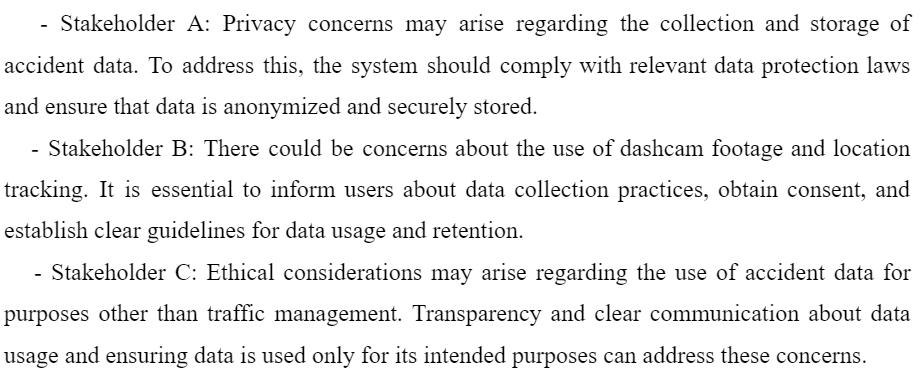 - Stakeholder A: Privacy concerns may arise regarding the collection and storage of
accident data. To address this, the system should comply with relevant data protection laws
and ensure that data is anonymized and securely stored.
- Stakeholder B: There could be concerns about the use of dashcam footage and location
tracking. It is essential to inform users about data collection practices, obtain consent, and
establish clear guidelines for data usage and retention.
- Stakeholder C: Ethical considerations may arise regarding the use of accident data for
purposes other than traffic management. Transparency and clear communication about data
usage and ensuring data is used only for its intended purposes can address these concerns.